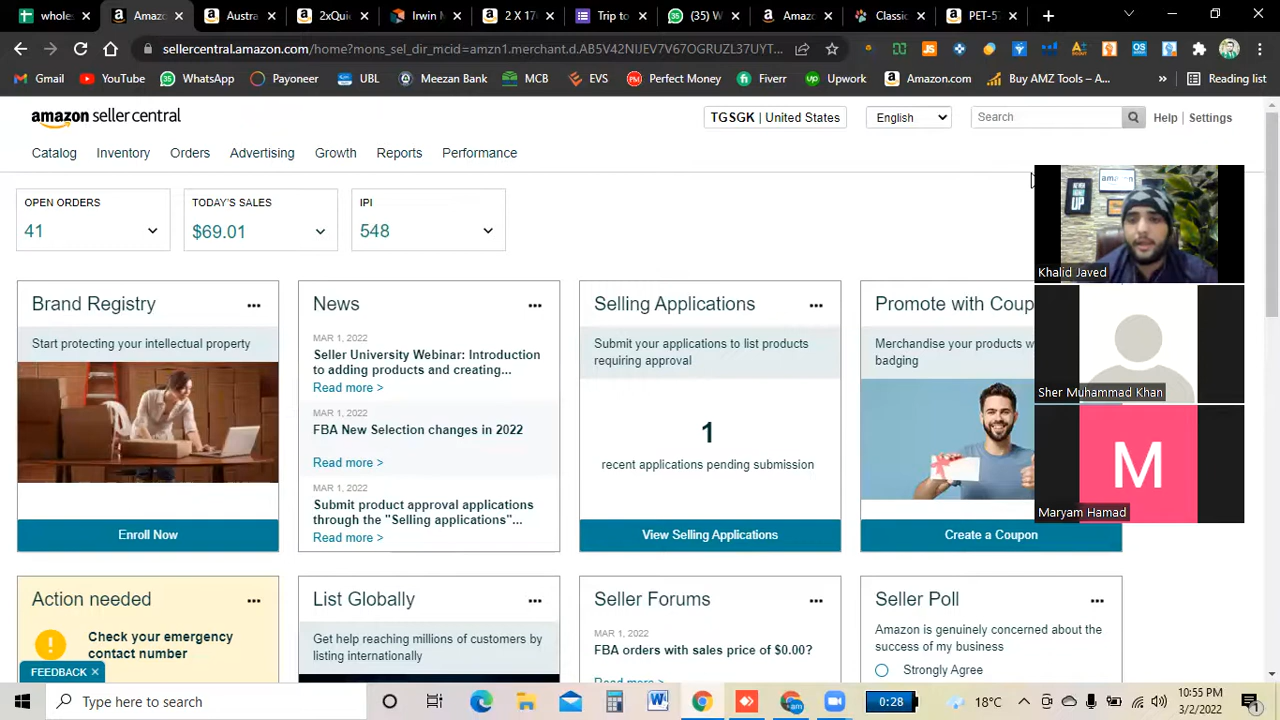 wholes
Amazo
Austra
2xQui
Irwin M
2 X 17
Trip to
(35) W
Amazo
Classic
PET-5
sellercentral.amazon.com/home?mons_sel_dir_mcid=amzn1.merchant.d.AB5V42NIJEV7V67OGRUZL37UYT...
Gmail
YouTube
WhatsApp
Payoneer
UBL
Meezan Bank
MCB
EVS
Perfect Money
Fiverr
Upwork
Amazon.com
Buy AMZ Tools – A...
»
Reading list
amazon seller central
TGSGK | United States
English
Search
Help | Settings
Catalog Inventory Orders Advertising Growth Reports Performance
OPEN ORDERS
41
TODAY'S SALES
$69.01
IPI
548
Khalid Javed
Sher Muhammad Khan
M
Maryam Hamad
Brand Registry
Start protecting your intellectual property
Enroll Now
News
MAR 1, 2022
Seller University Webinar: Introduction
to adding products and creating...
Read more >
MAR 1, 2022
FBA New Selection changes in 2022
Read more >
MAR 1, 2022
Submit product approval applications
through the "Selling applications"...
Read more >
Selling Applications
Submit your applications to list products
requiring approval
1
recent applications pending submission
View Selling Applications
Promote with Coup
Merchandise your products w
badging
Create a Coupon
Action needed
Check your emergency
contact number
FEEDBACK ×
List Globally
Get help reaching millions of customers by
listing internationally
Seller Forums
MAR 1, 2022
FBA orders with sales price of $0.00?
Read more >
Seller Poll
Amazon is genuinely concerned about the
success of my business
Strongly Agree
Type here to search
0:28
18°C
10:55 PM
3/2/2022